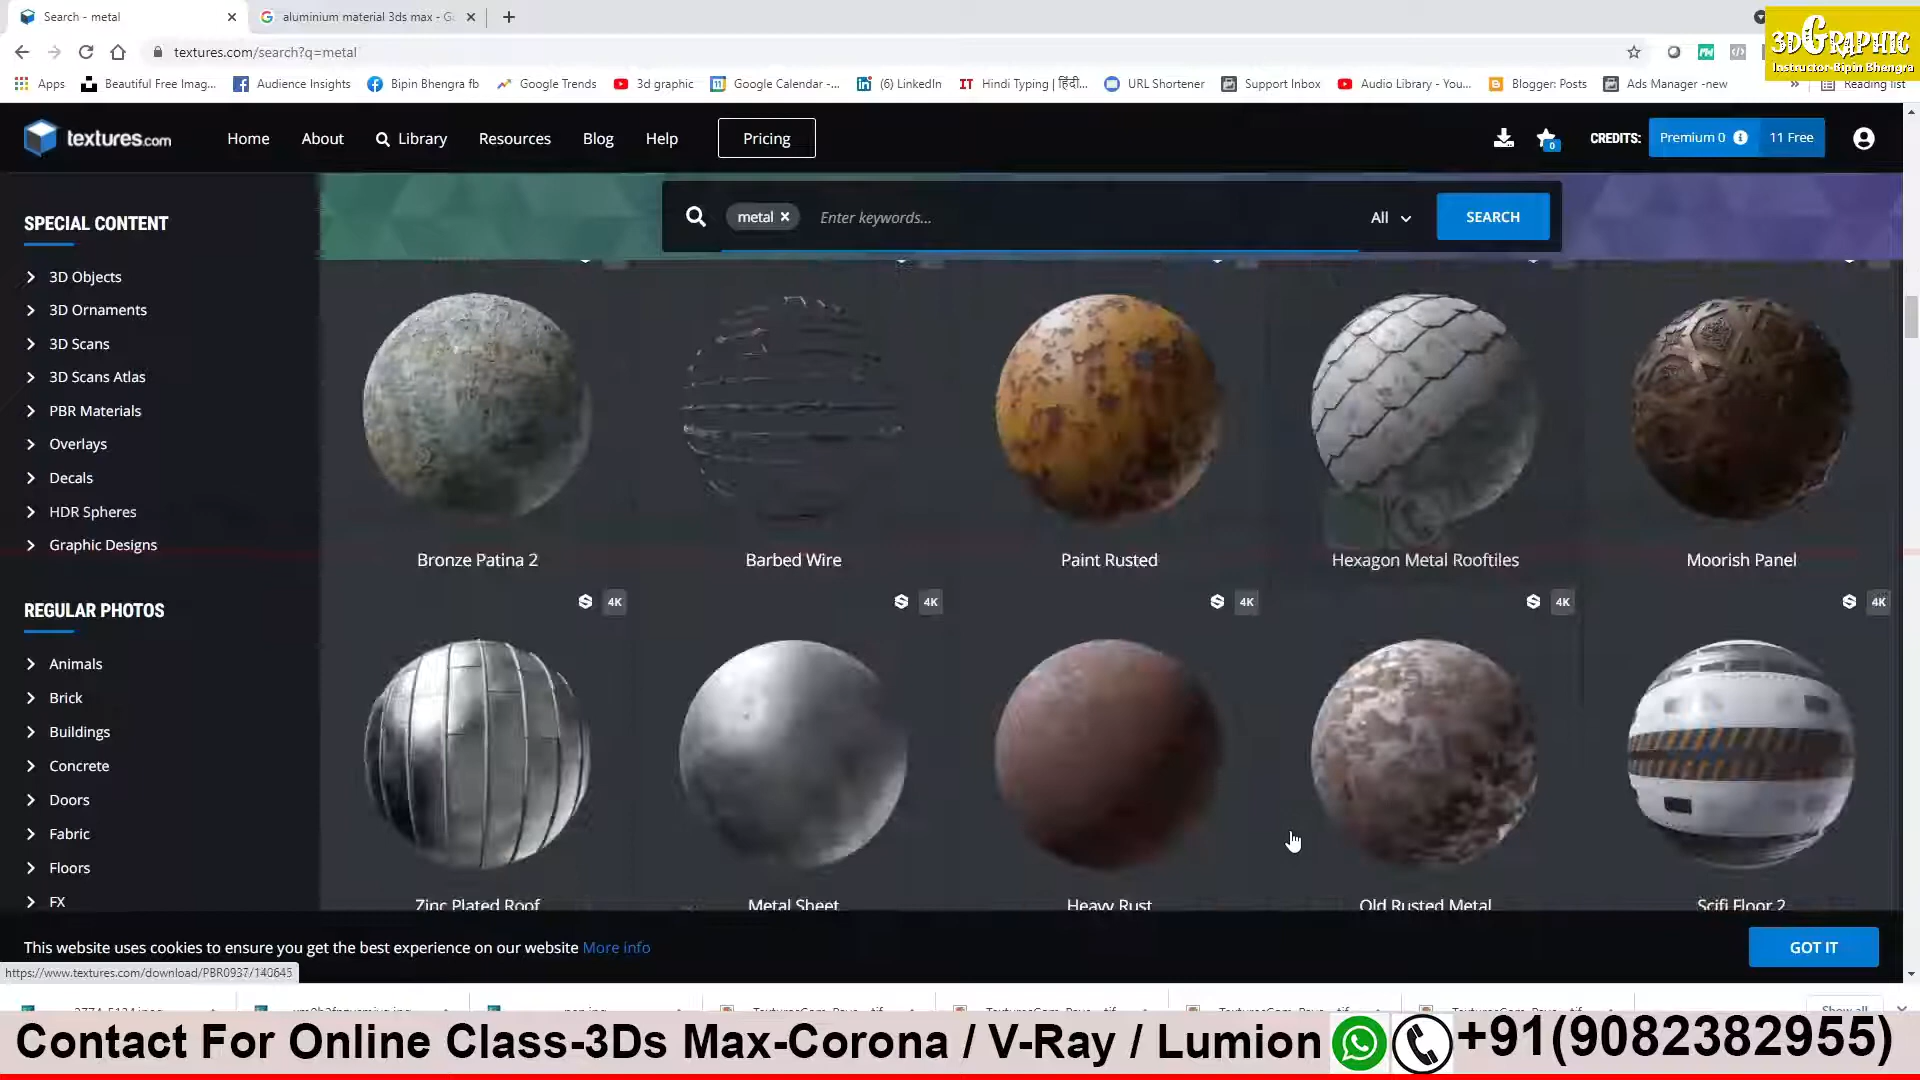 Search - metal
aluminium material 3ds max - G
3DGRAPHIC
Instructor-Bipin Bhengra
textures.com/search?q=metal
Apps
Beautiful Free Imag...
Audience Insights
Bipin Bhengra fb
Google Trends
3d graphic
Google Calendar -...
(6) LinkedIn
Hindi Typing | हिंदी...
URL Shortener
Support Inbox
Audio Library - You...
Blogger: Posts
Ads Manager -new
»
Reading list
textures.com
Home
About
Library
Resources
Blog
Help
Pricing
0
CREDITS:
Premium 0
11 Free
metal
Enter keywords...
All
SEARCH
SPECIAL CONTENT
3D Objects
3D Ornaments
3D Scans
3D Scans Atlas
PBR Materials
Overlays
Decals
HDR Spheres
Graphic Designs
REGULAR PHOTOS
Animals
Brick
Buildings
Concrete
Doors
Fabric
Floors
FX
Bronze Patina 2
Barbed Wire
Paint Rusted
Hexagon Metal Rooftiles
Moorish Panel
4K
4K
4K
4K
4K
Zinc Plated Roof
Metal Sheet
Heavy Rust
Old Rusted Metal
Scifi Floor 2
This website uses cookies to ensure you get the best experience on our website More info
GOT IT
https://www.textures.com/download/PBR0937/140645
Show all
Contact For Online Class-3Ds Max-Corona / V-Ray / Lumion
+91(9082382955)